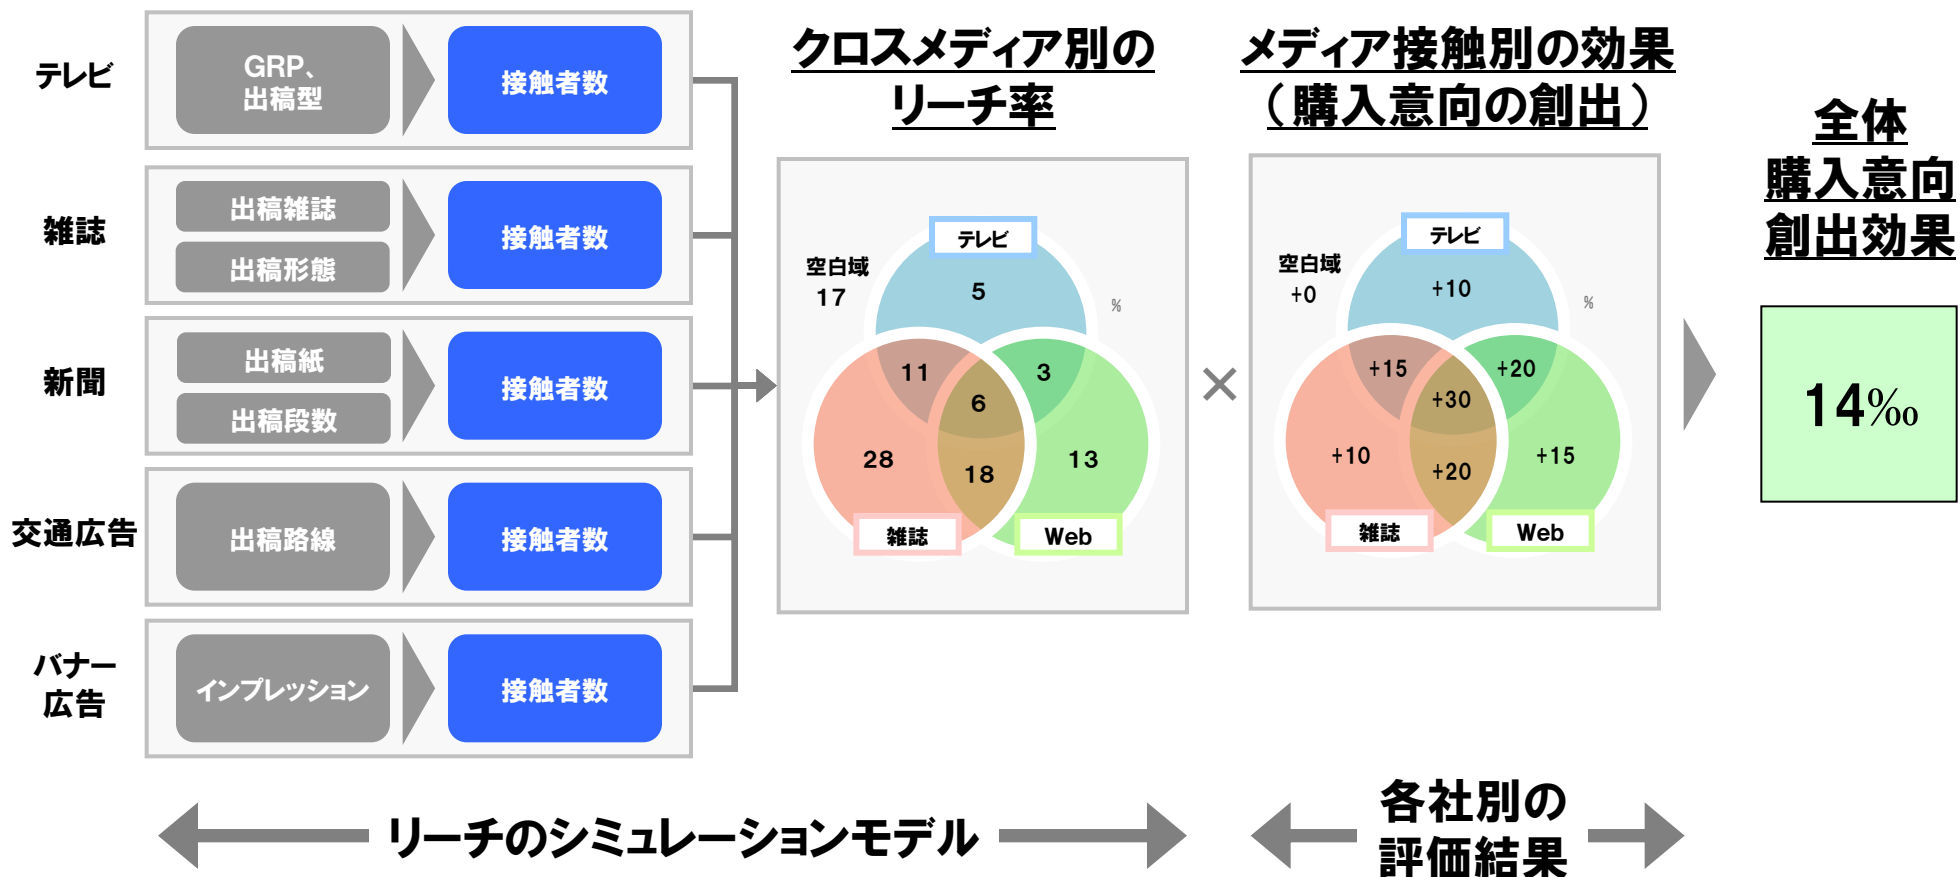 テレビ
GRP、
出稿型
接触者数
雑誌
出稿雑誌
出稿形態
接触者数
新聞
出稿紙
出稿段数
接触者数
交通広告
出稿路線
接触者数
バナー
広告
インプレッション
接触者数
クロスメディア別の
リーチ率
空白域
17
テレビ
5
%
11
3
6
28
18
13
雑誌
Web
×
メディア接触別の効果
（購入意向の創出）
空白域
+0
テレビ
+10
%
+15
+20
+30
+10
+20
+15
雑誌
Web
全体
購入意向
創出効果
14‰
リーチのシミュレーションモデル
各社別の
評価結果